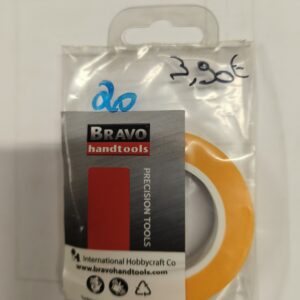 3,90€
20
BRAVO
handtools
PRECISION TOOLS
International Hobbycraft Co
www.bravohandtools.com